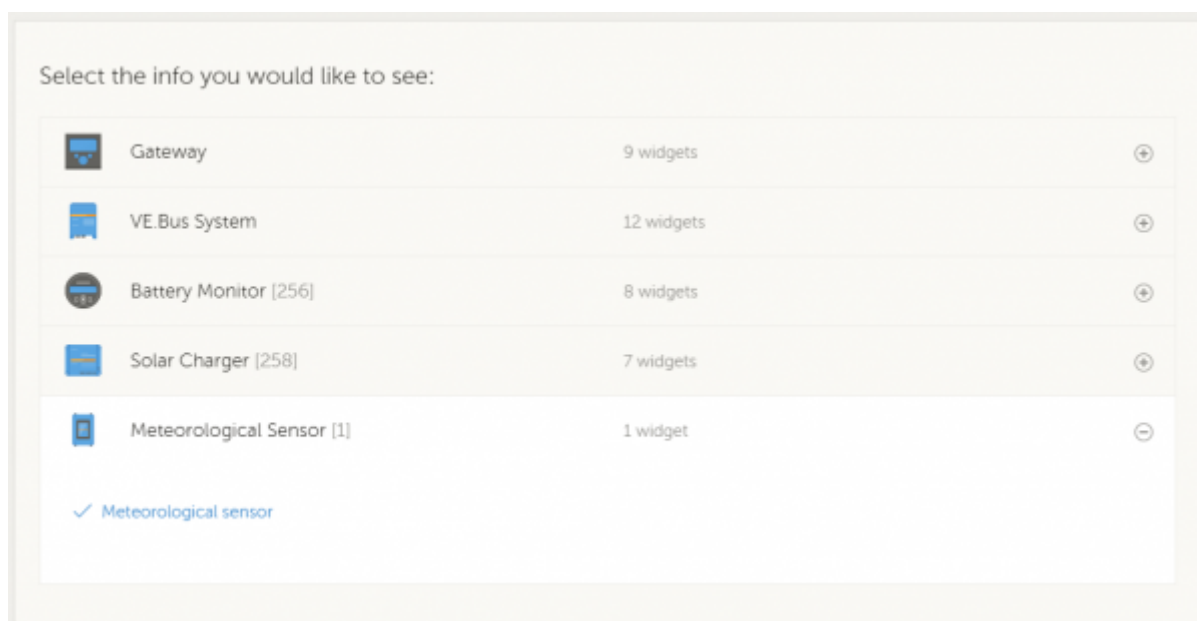 Select the info you would like to see:
Gateway 9 widgets
VE.Bus System 12 widgets
Battery Monitor [256] 8 widgets
Solar Charger [258] 7 widgets
Meteorological Sensor [1] 1 widget
Meteorological sensor